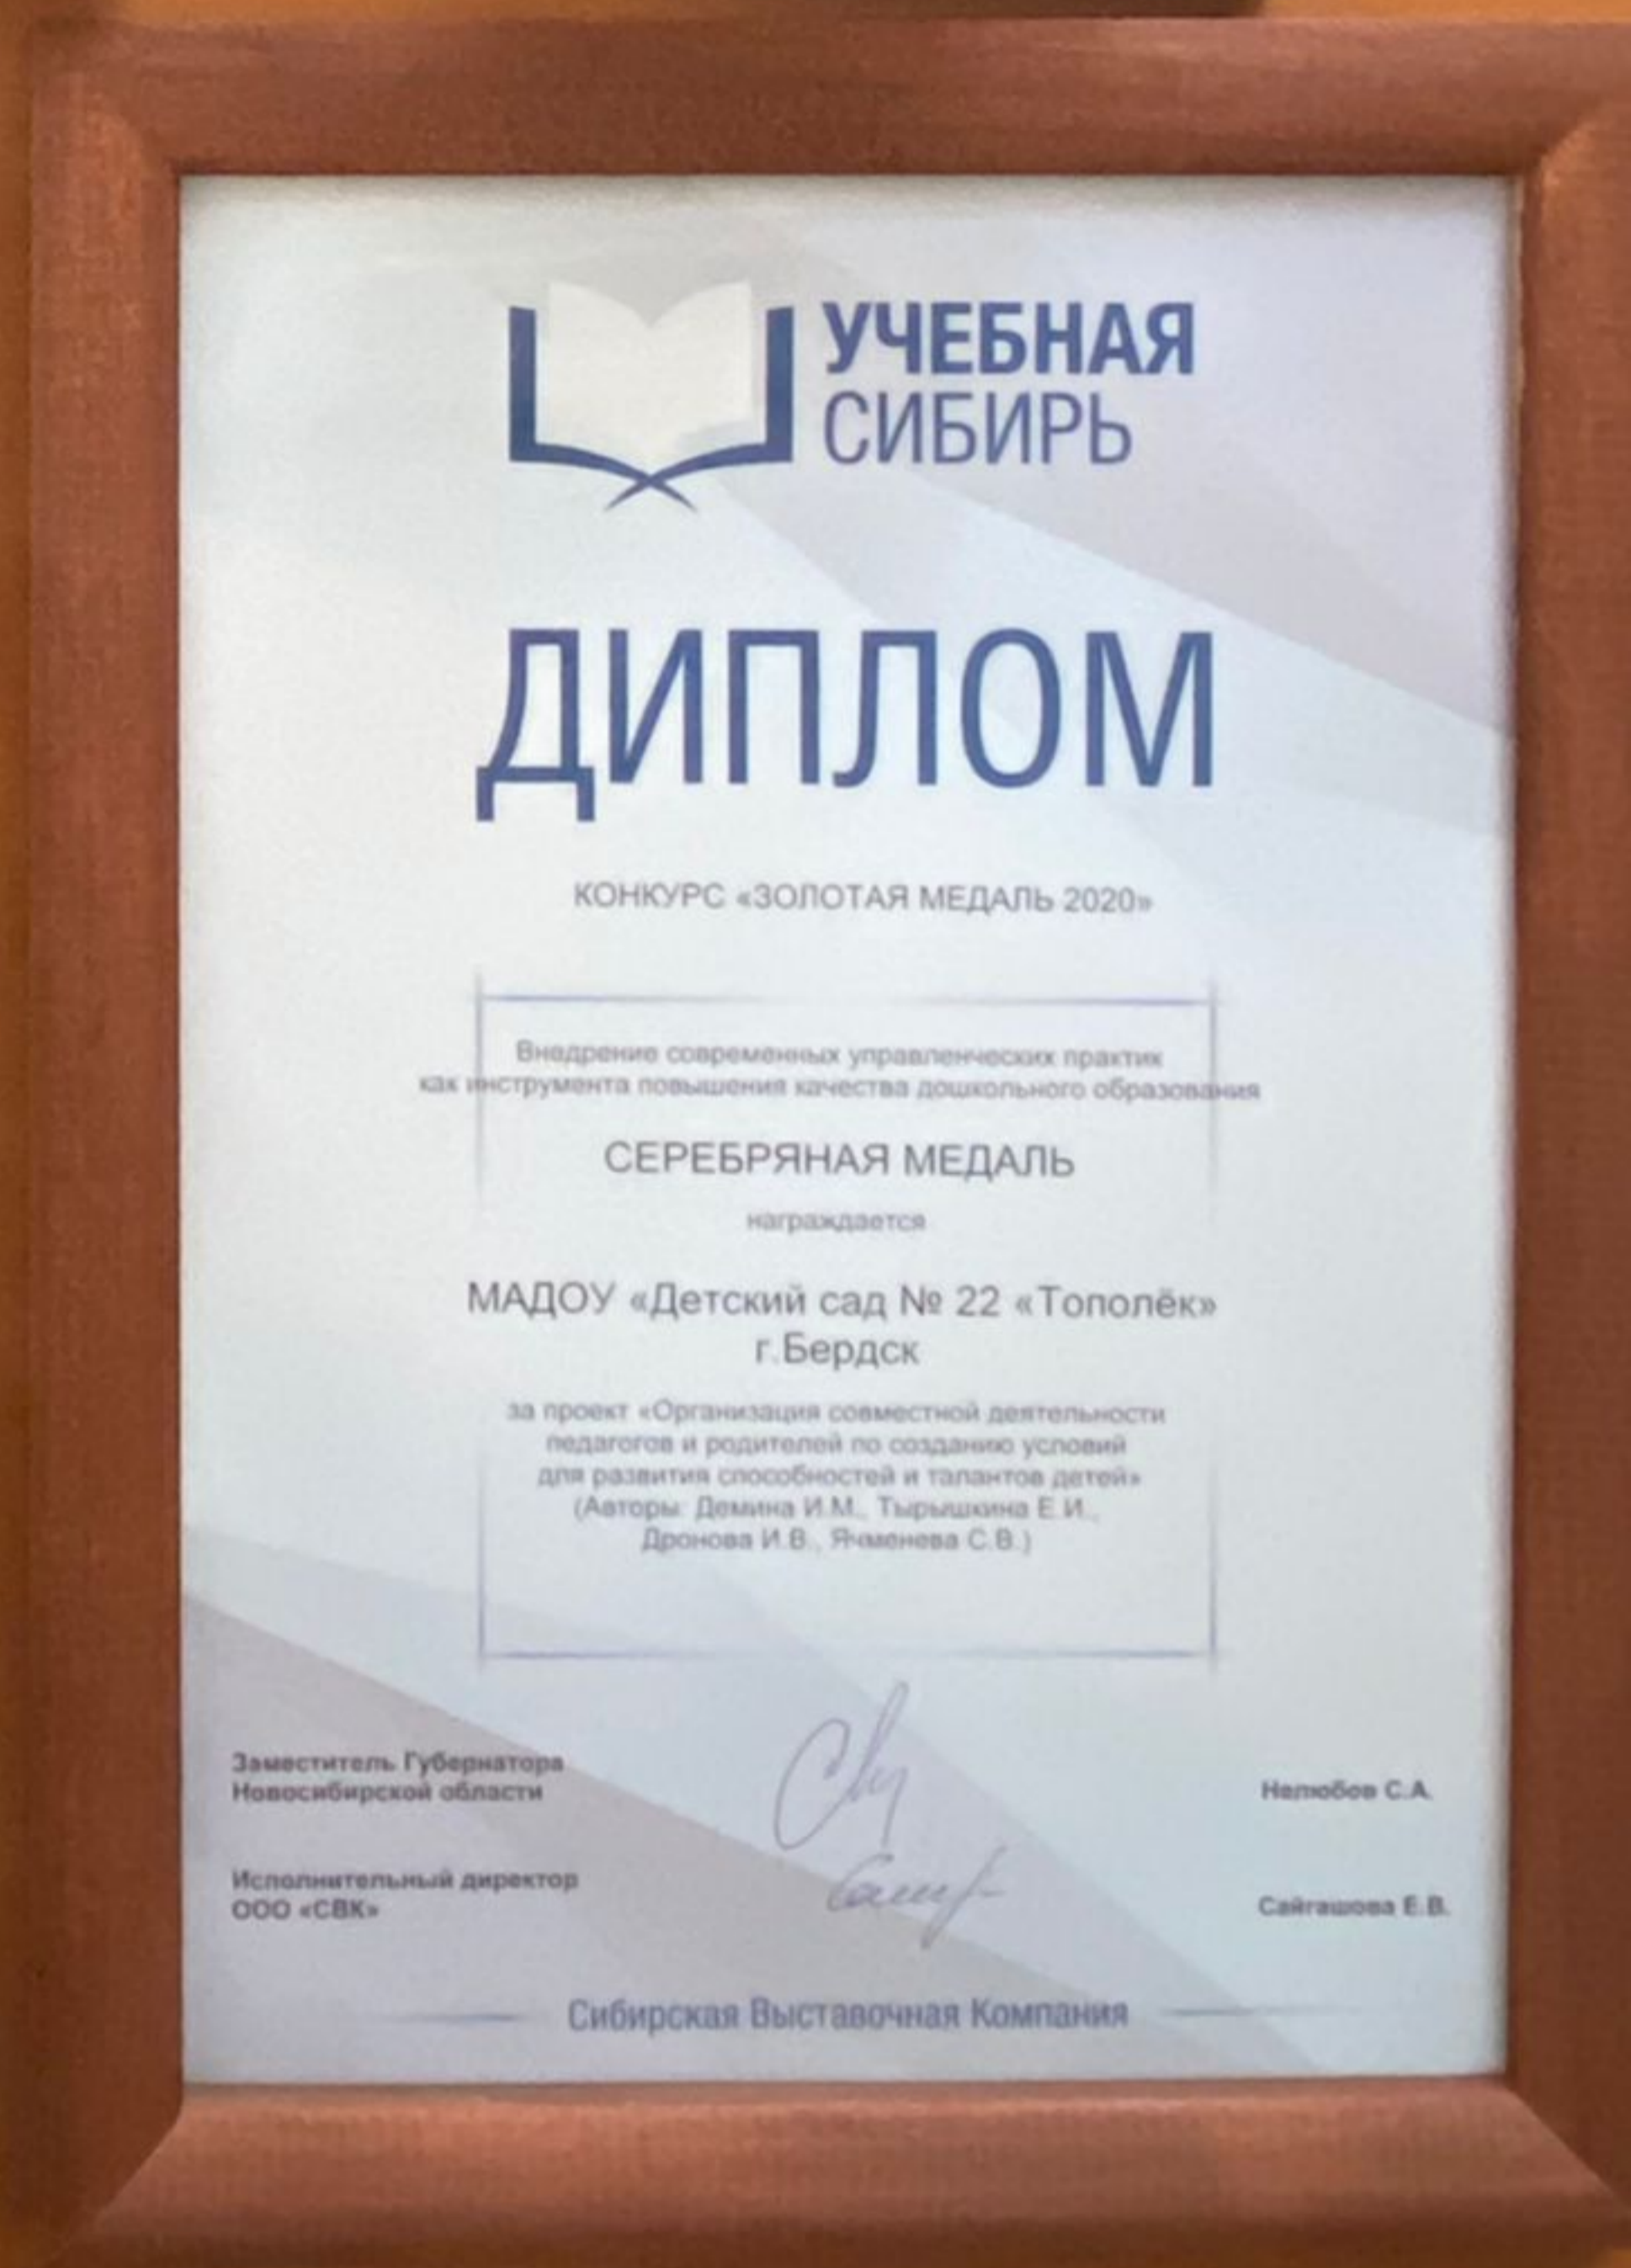 УЧЕБНАЯ
СИБИРЬ
ДИПЛОМ
КОНКУРС «ЗОЛОТАЯ МЕДАЛЬ 2020»
Внедрение современных управленческих практик
как инструмента повышения качества дошкольного образования
СЕРЕБРЯНАЯ МЕДАЛЬ
награждается
МАДОУ «Детский сад № 22 «Тополёк»
г.Бердск
за проект «Организация совместной деятельности
педагогов и родителей по созданию условий
для развития способностей и талантов детей»
(Авторы: Демина И.М., Тырышкина Е.И.,
Дронова И.В., Ячменева С.В.)
Заместитель Губернатора
Новосибирской области
Нелюбов С.А.
Исполнительный директор
ООО «СВК»
Сайгашова Е.В.
Сибирская Выставочная Компания